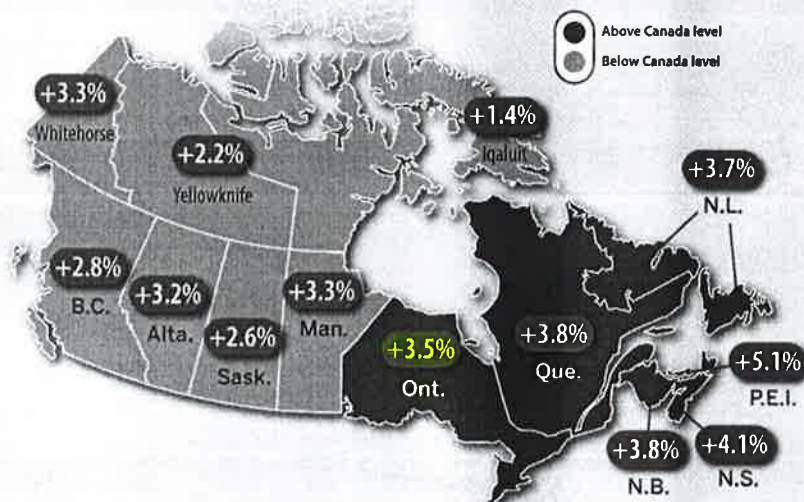 Above Canada level
Below Canada level
+3.3%
Whitehorse
+2.2%
Yellowknife
+1.4%
Iqaluit
+3.7%
N.L.
+2.8%
B.C.
+3.2%
Alta.
+2.6%
Sask.
+3.3%
Man.
+3.5%
Ont.
+3.8%
Que.
+5.1%
P.E.I.
+3.8%
N.B.
+4.1%
N.S.